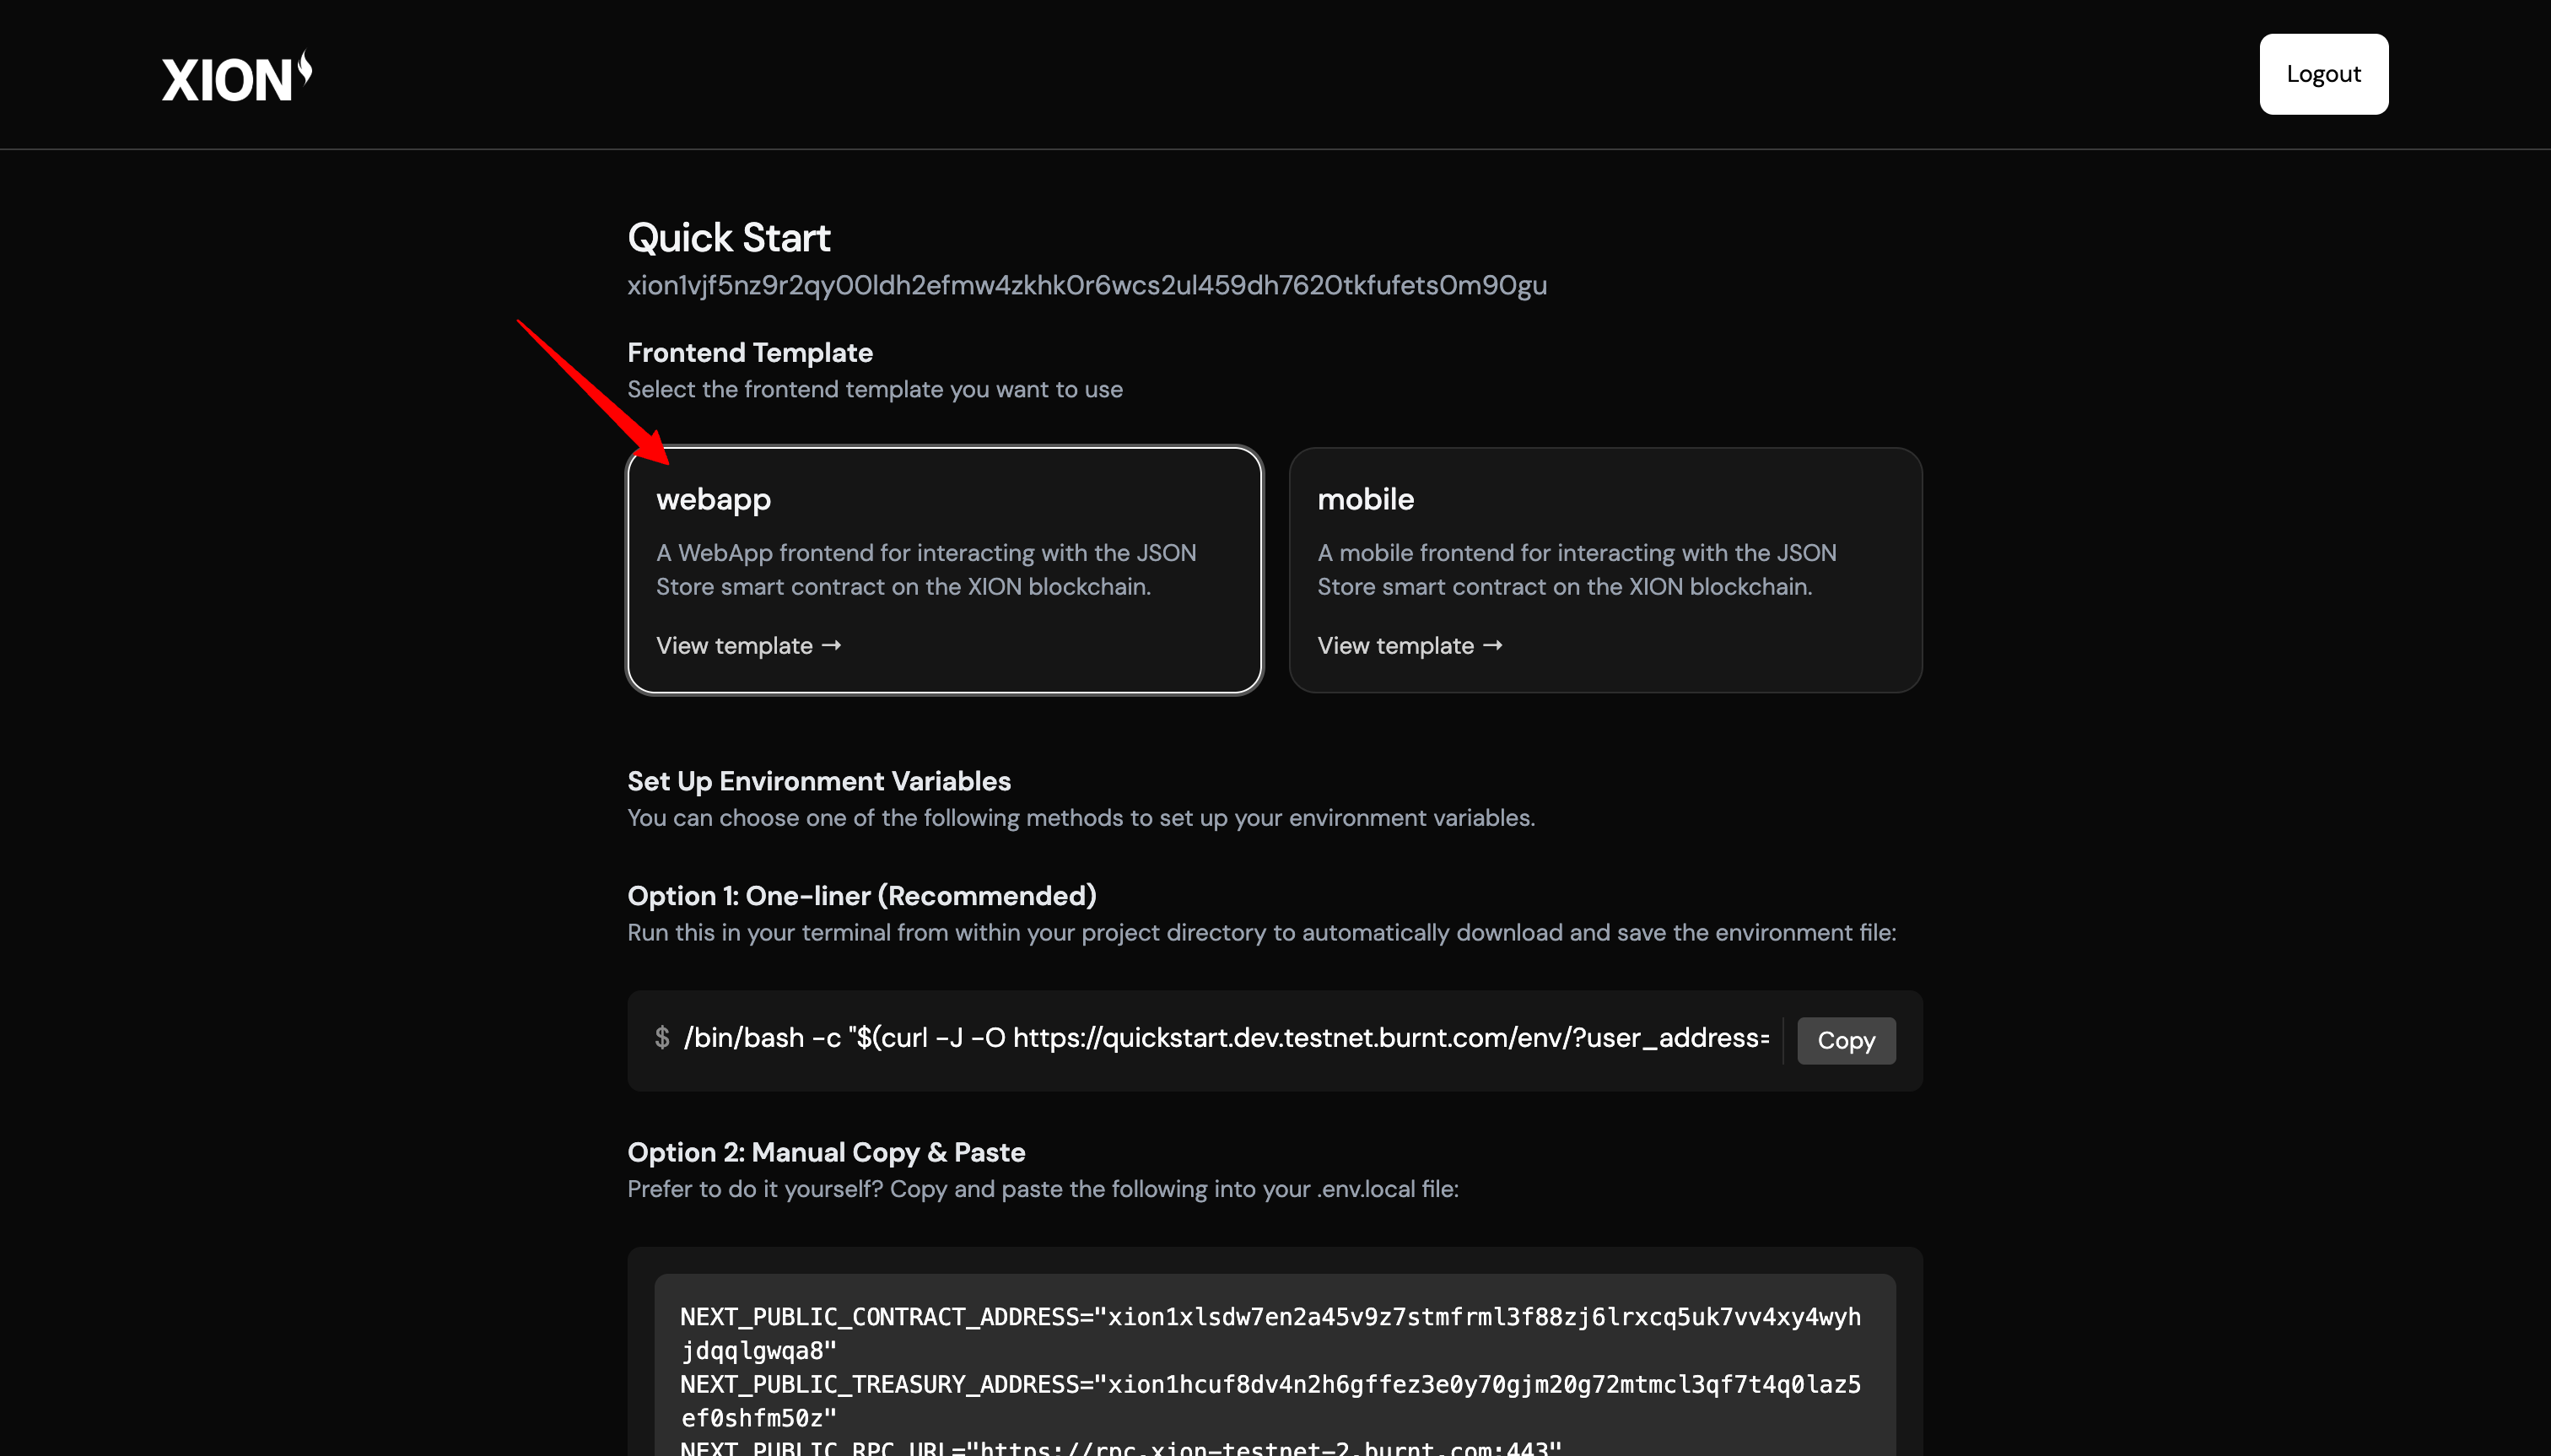 XION
Logout
Quick Start
xion1vjf5nz9r2qy00ldh2efmw4zkhk0r6wcs2ul459dh7620tkfufets0m90gu
Frontend Template
Select the frontend template you want to use
webapp
A WebApp frontend for interacting with the JSON
Store smart contract on the XION blockchain.
View template →
mobile
A mobile frontend for interacting with the JSON
Store smart contract on the XION blockchain.
View template →
Set Up Environment Variables
You can choose one of the following methods to set up your environment variables.
Option 1: One-liner (Recommended)
Run this in your terminal from within your project directory to automatically download and save the environment file:
$ /bin/bash -c "$(curl -J -O https://quickstart.dev.testnet.burnt.com/env/?user_address=
Copy
Option 2: Manual Copy & Paste
Prefer to do it yourself? Copy and paste the following into your .env.local file:
NEXT_PUBLIC_CONTRACT_ADDRESS="xion1xlsdw7en2a45v9z7stmfrml3f88zj6lrxcq5uk7vv4xy4wyh
jdqqlgwqa8"
NEXT_PUBLIC_TREASURY_ADDRESS="xion1hcuf8dv4n2h6gffez3e0y70gjm20g72mtmcl3qf7t4q0laz5
ef0shfm50z"
NEXT_PUBLIC_RPC_URL="https://rpc.xion-testnet-2.burnt.com:443"